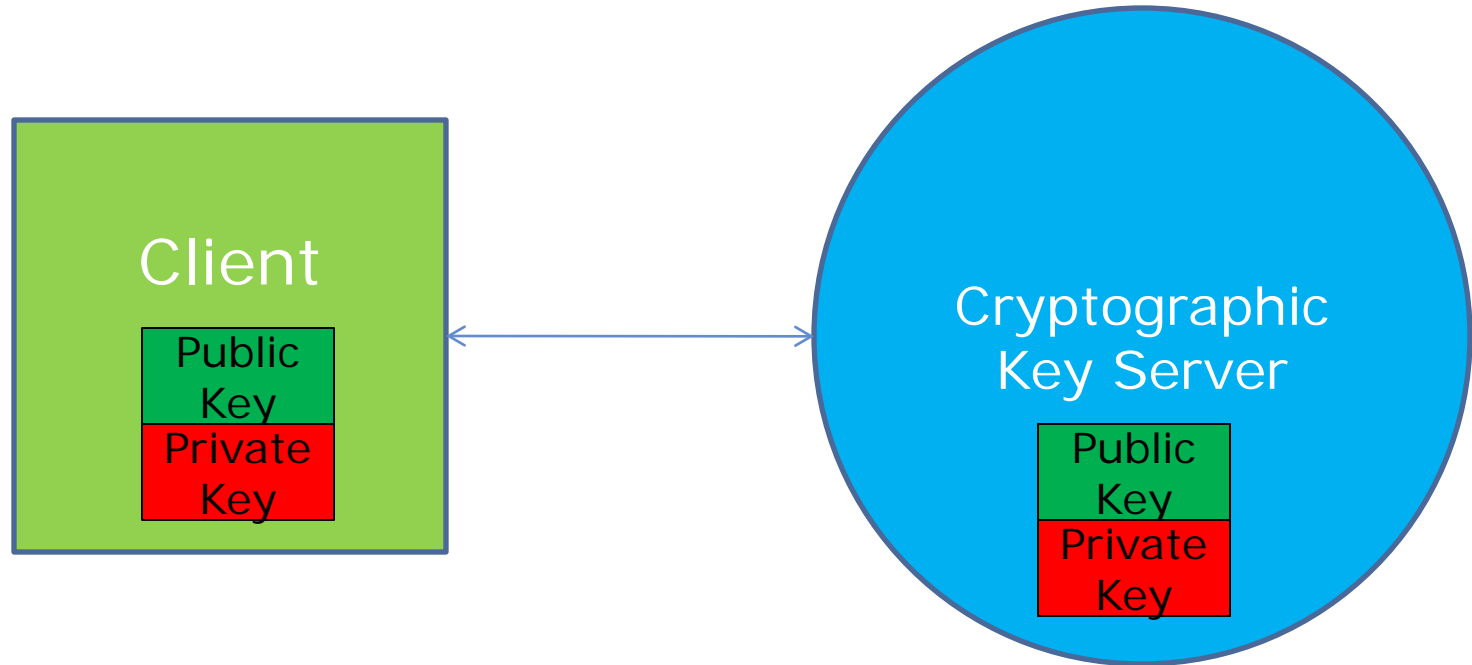 Client
Public
Key
Private
Key
Cryptographic
Key Server
Public
Key
Private
Key